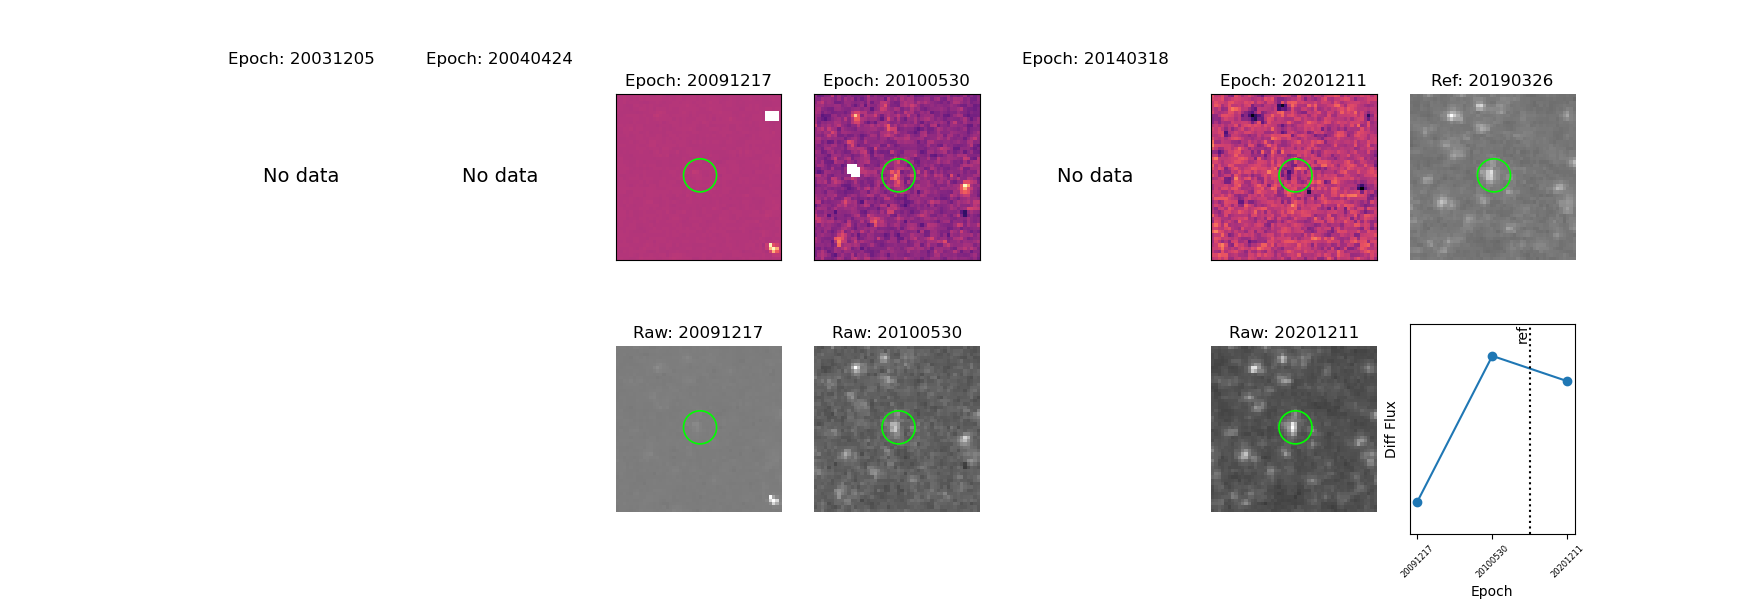 Epoch: 20031205
Epoch: 20040424
Epoch: 20091217
Epoch: 20100530
Epoch: 20140318
Epoch: 20201211
Ref: 20190326
No data
No data
No data
Raw: 20091217
Raw: 20100530
Raw: 20201211
ref
Diff Flux
20091217
20100530
20201211
Epoch